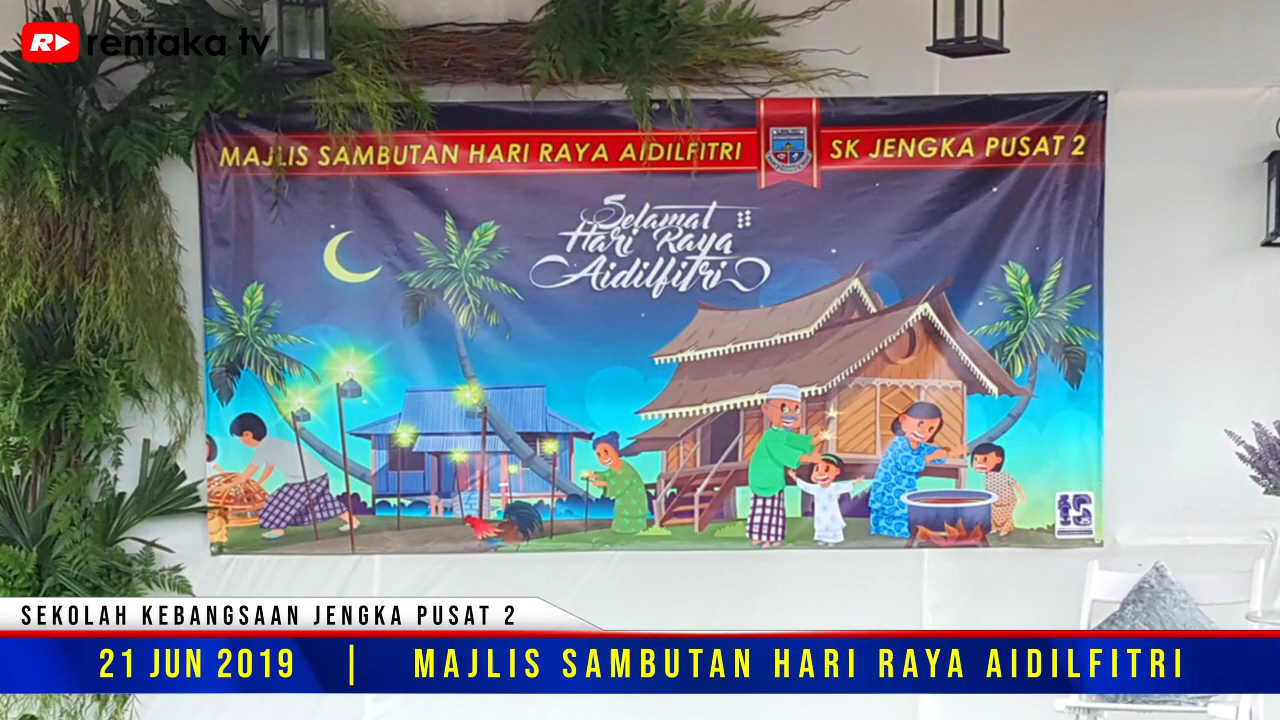 rentaka tv
MAJLIS SAMBUTAN HARI RAYA AIDILFITRI SK JENGKA PUSAT 2
Selamat
Hari Raya
Aidilfitri
SEKOLAH KEBANGSAAN JENGKA PUSAT 2
21 JUN 2019 | MAJLIS SAMBUTAN HARI RAYA AIDILFITRI